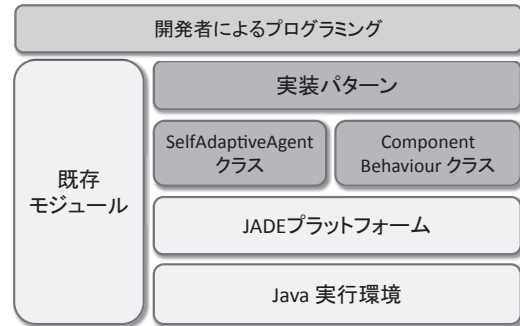 開発者によるプログラミング
実装パターン
SelfAdaptiveAgent
クラス
Component
Behaviour クラス
既存
モジュール
JADEプラットフォーム
Java 実行環境